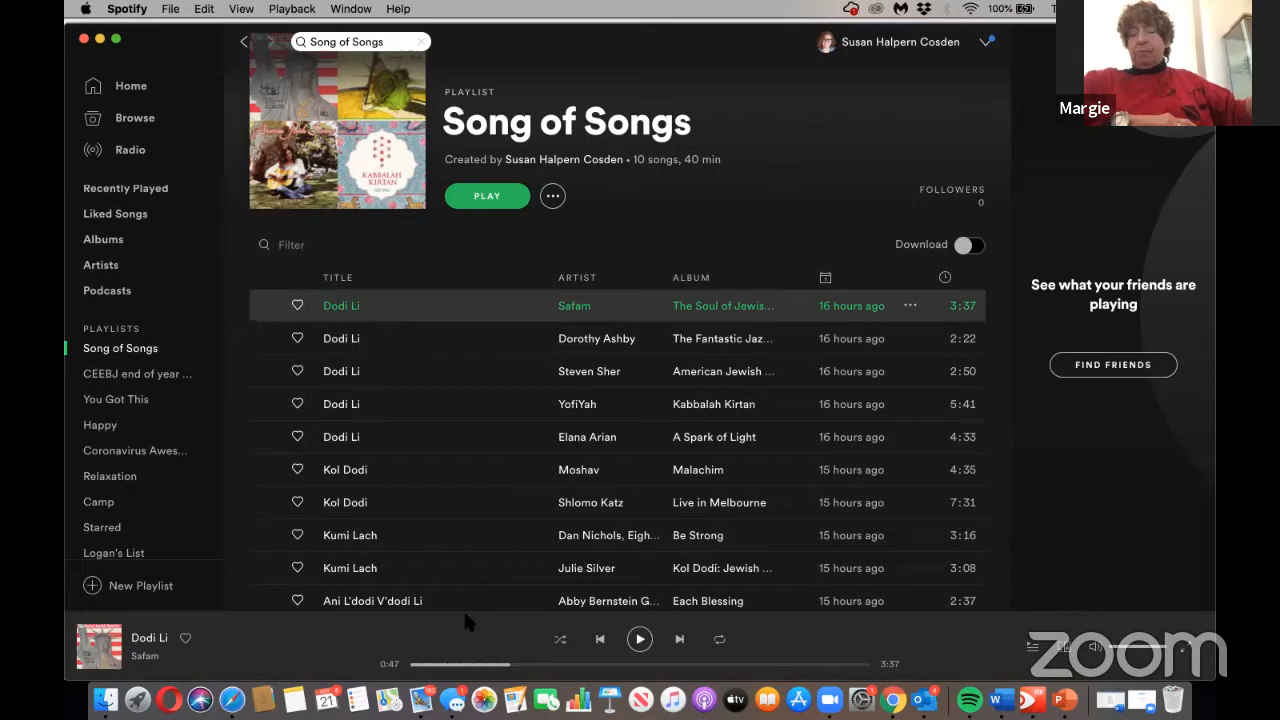 Spotify File Edit View Playback Window Help 100%
Song of Songs
Susan Halpern Cosden
Margie
Home
Browse
Radio
Recently Played
Liked Songs
Albums
Artists
Podcasts
PLAYLISTS
Song of Songs
CEEBJ end of year ...
You Got This
Happy
Coronavirus Awes...
Relaxation
Camp
Starred
Logan's List
New Playlist
KABBALAH
KIRTAN
PLAYLIST
Song of Songs
Created by Susan Halpern Cosden • 10 songs, 40 min
PLAY
FOLLOWERS
0
Filter
Download
TITLE ARTIST ALBUM
Dodi Li Safam The Soul of Jewis... 16 hours ago 3:37
Dodi Li Dorothy Ashby The Fantastic Jaz... 16 hours ago 2:22
Dodi Li Steven Sher American Jewish ... 16 hours ago 2:50
Dodi Li YofiYah Kabbalah Kirtan 16 hours ago 5:41
Dodi Li Elana Arian A Spark of Light 16 hours ago 4:33
Kol Dodi Moshav Malachim 15 hours ago 4:35
Kol Dodi Shlomo Katz Live in Melbourne 15 hours ago 7:31
Kumi Lach Dan Nichols, Eigh... Be Strong 15 hours ago 3:16
Kumi Lach Julie Silver Kol Dodi: Jewish ... 15 hours ago 3:08
Ani L'dodi V'dodi Li Abby Bernstein G... Each Blessing 15 hours ago 2:37
See what your friends are
playing
FIND FRIENDS
Dodi Li
Safam
0:47
3:37
zoom
21
tv